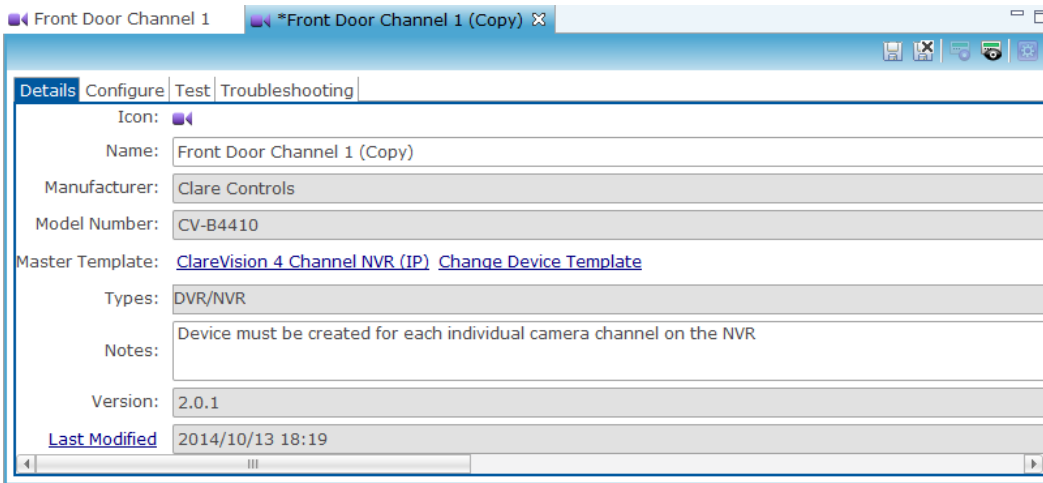 Front Door Channel 1 *Front Door Channel 1 (Copy)
Details Configure Test Troubleshooting
Icon:
Name: Front Door Channel 1 (Copy)
Manufacturer: Clare Controls
Model Number: CV-B4410
Master Template: ClareVision 4 Channel NVR (IP) Change Device Template
Types: DVR/NVR
Notes: Device must be created for each individual camera channel on the NVR
Version: 2.0.1
Last Modified 2014/10/13 18:19